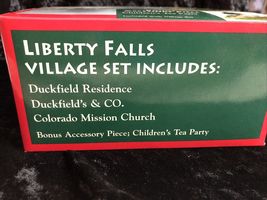 LIBERTY FALLS
VILLAGE SET INCLUDES:
Duckfield Residence
Duckfield's & CO.
Colorado Mission Church
Bonus Accessory Piece; Children's Tea Party